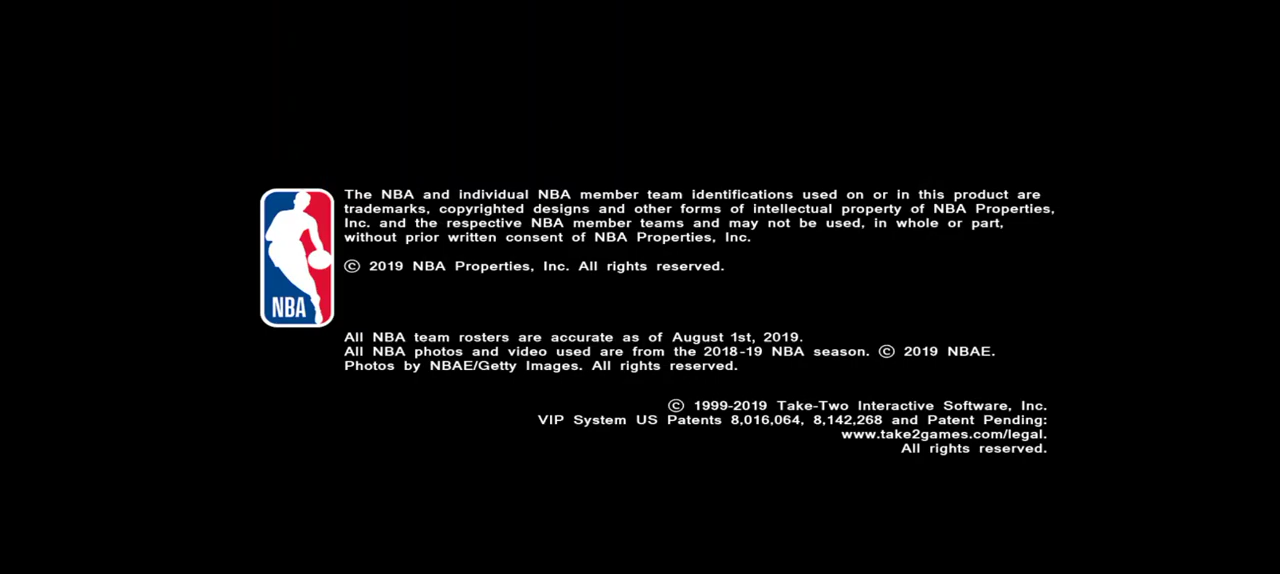 The NBA and individual NBA member team identifications used on or in this product are
trademarks, copyrighted designs and other forms of intellectual property of NBA Properties,
Inc. and the respective NBA member teams and may not be used, in whole or part,
without prior written consent of NBA Properties, Inc.
© 2019 NBA Properties, Inc. All rights reserved.
NBA
All NBA team rosters are accurate as of August 1st, 2019.
All NBA photos and video used are from the 2018-19 NBA season. © 2019 NBAE.
Photos by NBAE/Getty Images. All rights reserved.
© 1999-2019 Take-Two Interactive Software, Inc.
VIP System US Patents 8,016,064, 8,142,268 and Patent Pending:
www.take2games.com/legal.
All rights reserved.